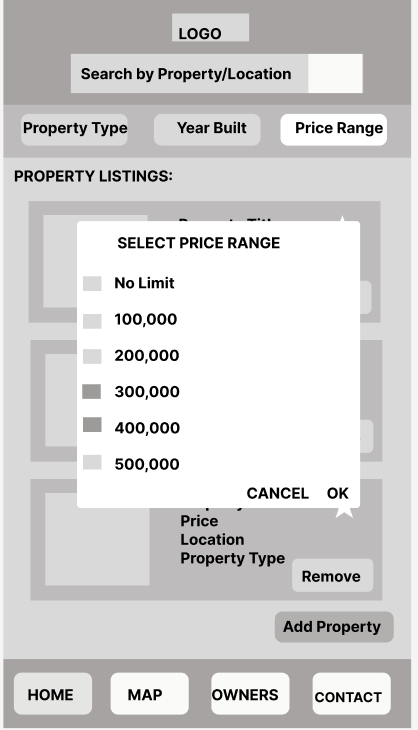 LOGO
Search by Property/Location
Property Type
Year Built
Price Range
PROPERTY LISTINGS:
SELECT PRICE RANGE
No Limit
100,000
200,000
300,000
400,000
500,000
CANCEL
OK
Price
Location
Property Type
Remove
Add Property
HOME
MAP
OWNERS
CONTACT